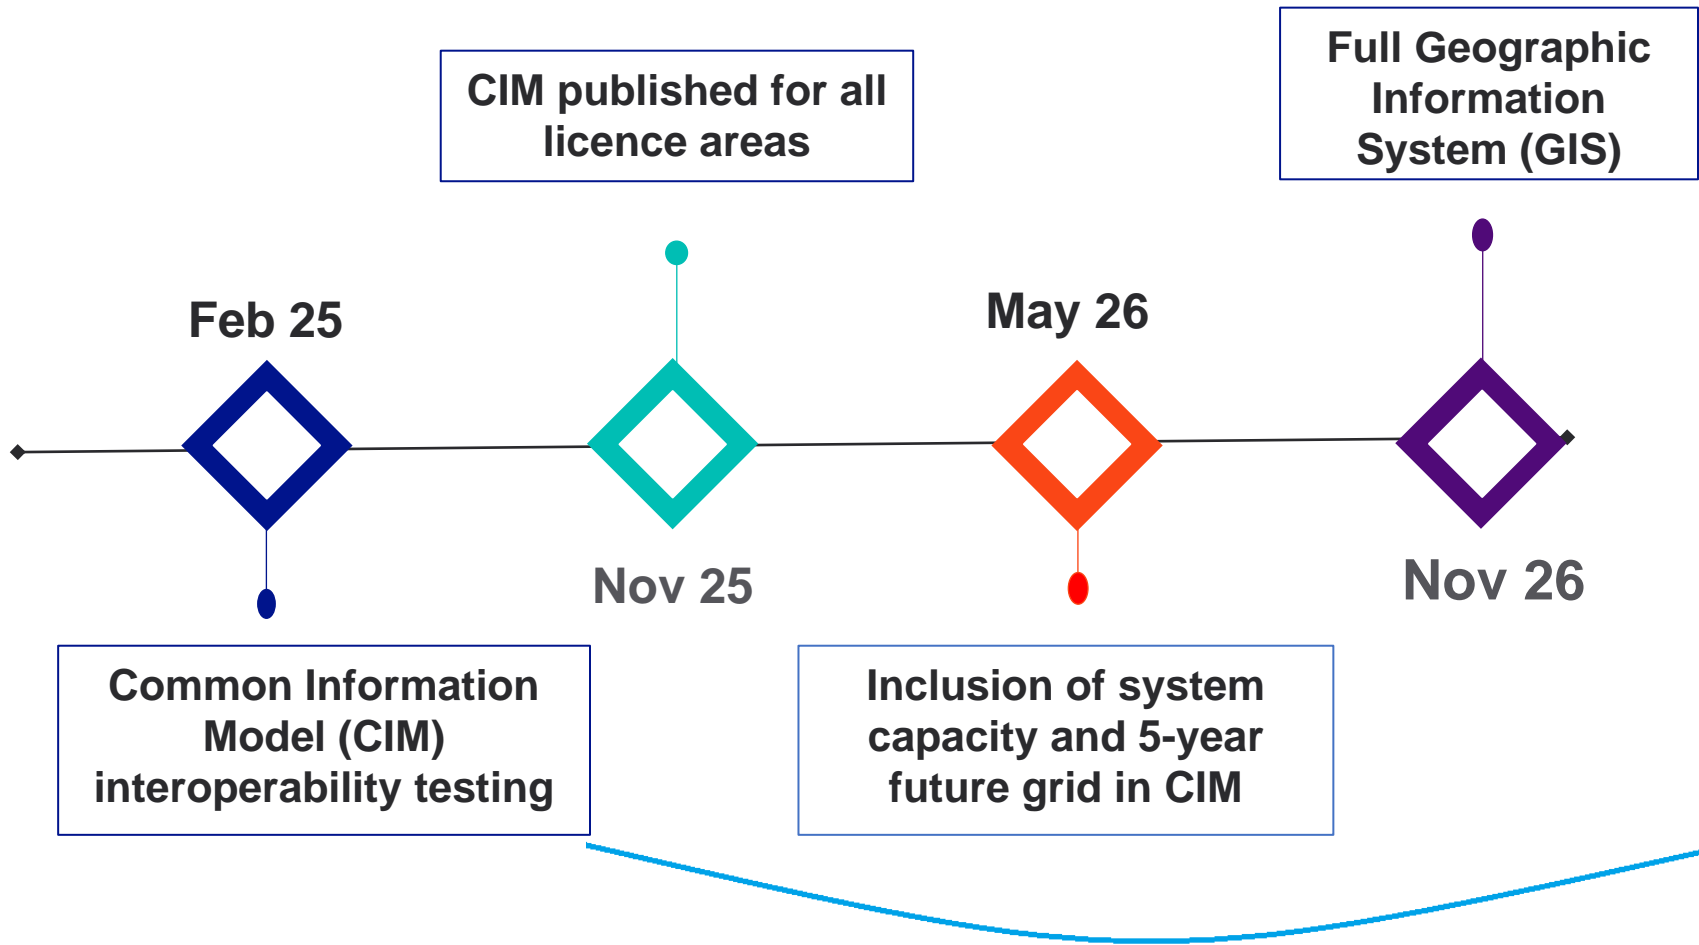 Feb 25
Common Information
Model (CIM)
interoperability testing
CIM published for all
licence areas
Nov 25
May 26
Inclusion of system
capacity and 5-year
future grid in CIM
Full Geographic
Information
System (GIS)
Nov 26